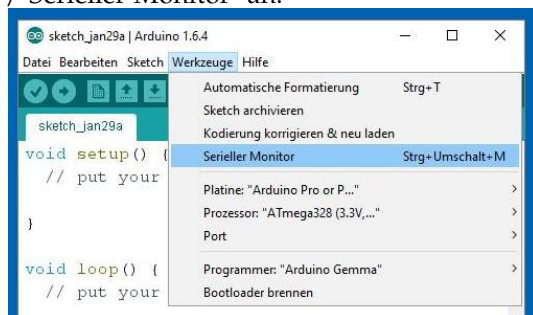 / "Serieller Monitor" an.
sketch_jan29a | Arduino 1.6.4
Datei Bearbeiten Sketch Werkzeuge Hilfe
Automatische Formatierung Strg+T
Sketch archivieren
sketch_jan29a
Kodierung korrigieren & neu laden
void setup() {
Serieller Monitor Strg+Umschalt+M
// put your
Platine: "Arduino Pro or P..."
Prozessor: "ATmega328 (3.3V,..."
}
Port
void loop() {
Programmer: "Arduino Gemma"
// put your
Bootloader brennen